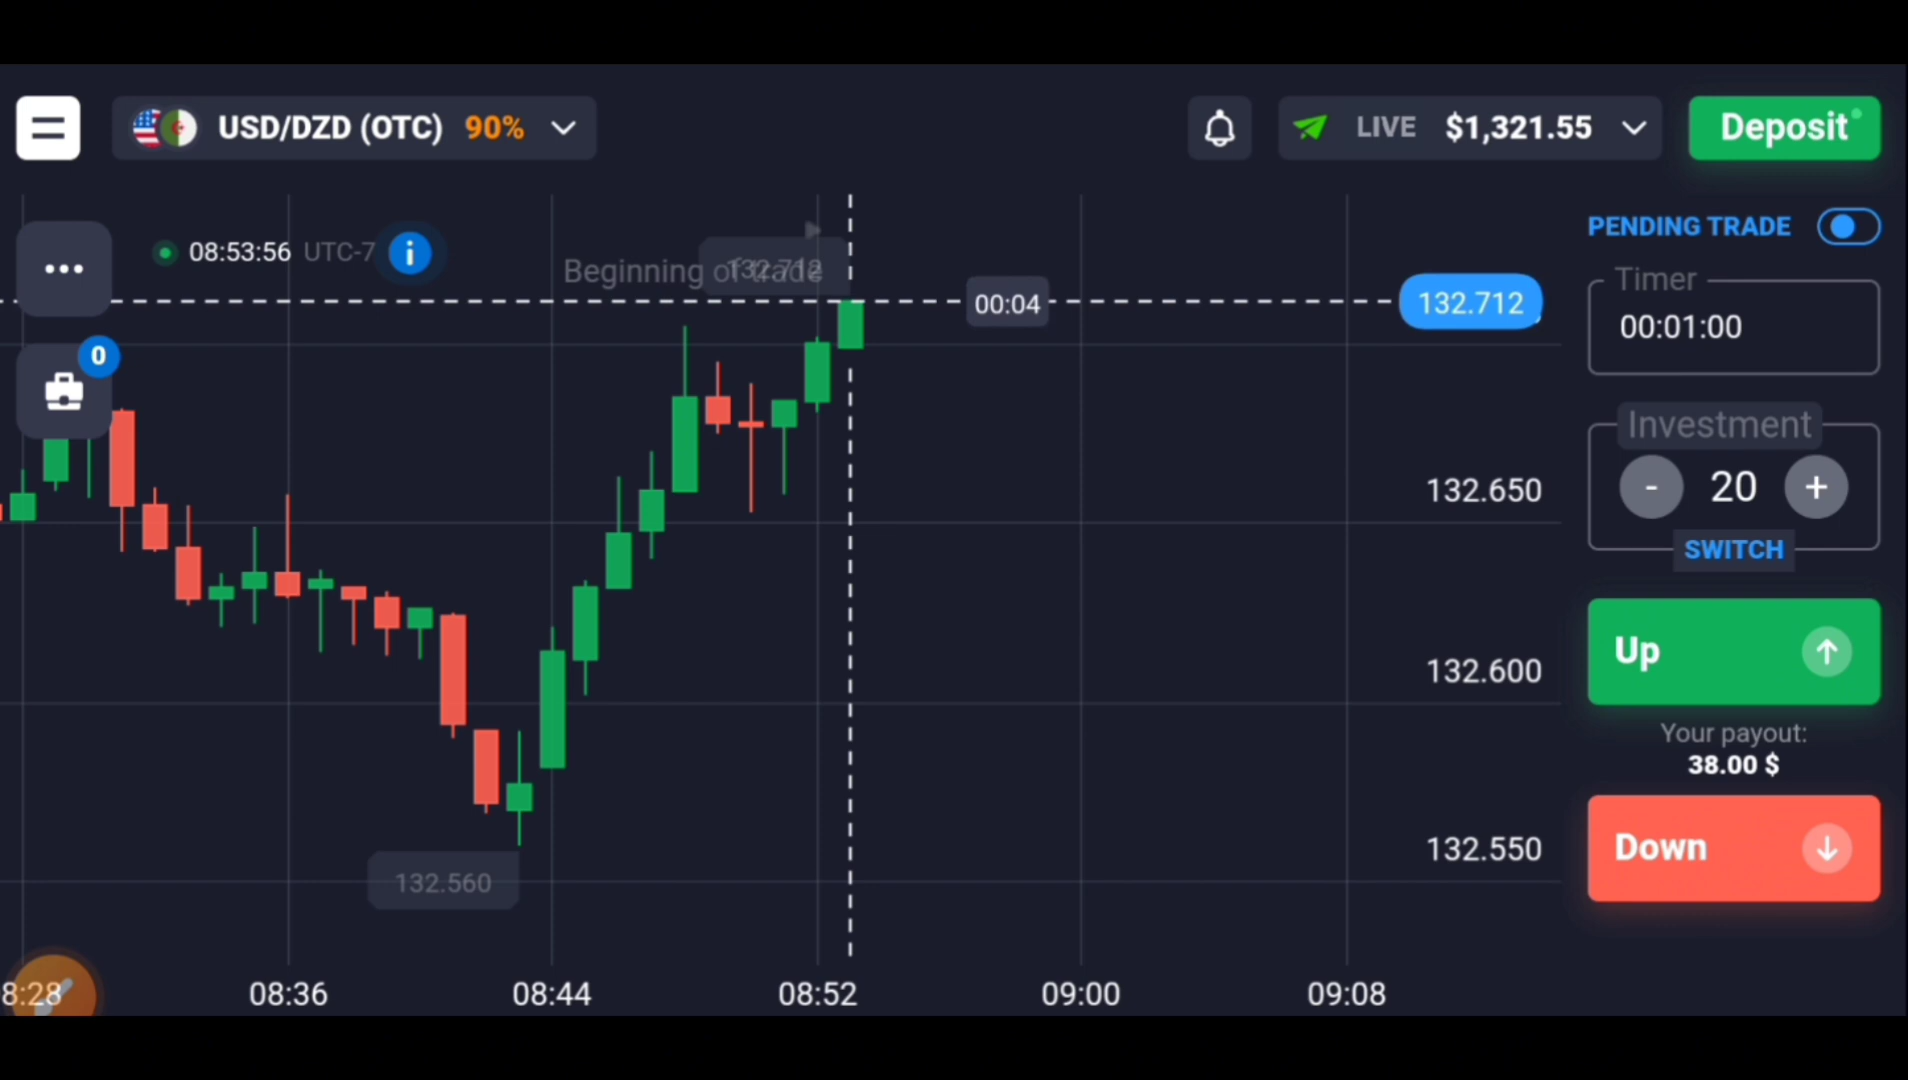 USD/DZD (OTC) 90%
LIVE $1,321.55
Deposit
08:53:56 UTC-7
i
Beginning of trade
132.712
00:04
132.712
PENDING TRADE
Timer
00:01:00
0
Investment
- 20 +
SWITCH
132.650
132.600
132.550
Up
Your payout:
38.00 $
Down
132.560
8:28
08:36
08:44
08:52
09:00
09:08